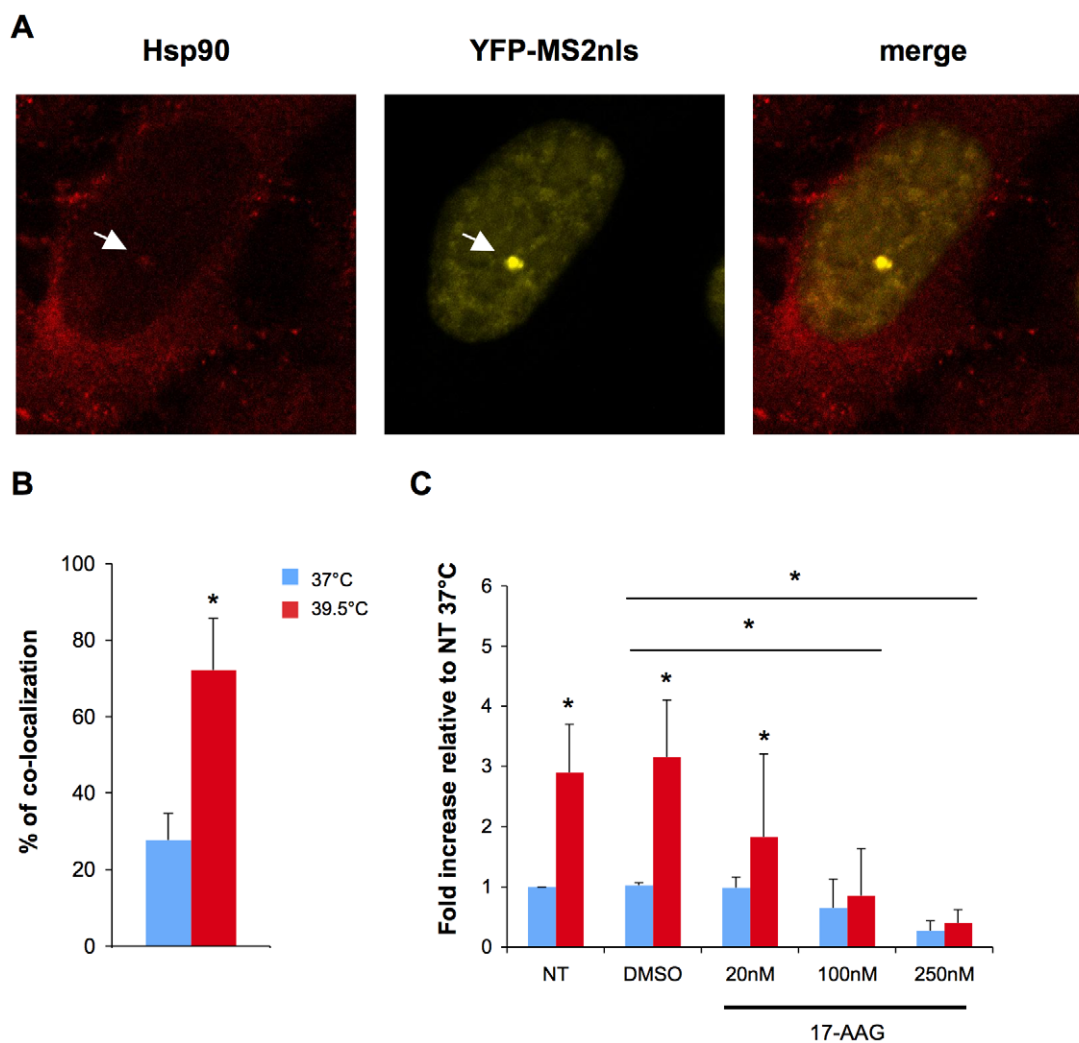 A
Hsp90
YFP-MS2nls
merge
B
% of co-localization
100
80
60
40
20
0
*
37°C
39.5°C
C
Fold increase relative to NT 37°C
6
5
4
3
2
1
0
*
*
*
*
*
NT
DMSO
20nM
100nM
250nM
17-AAG